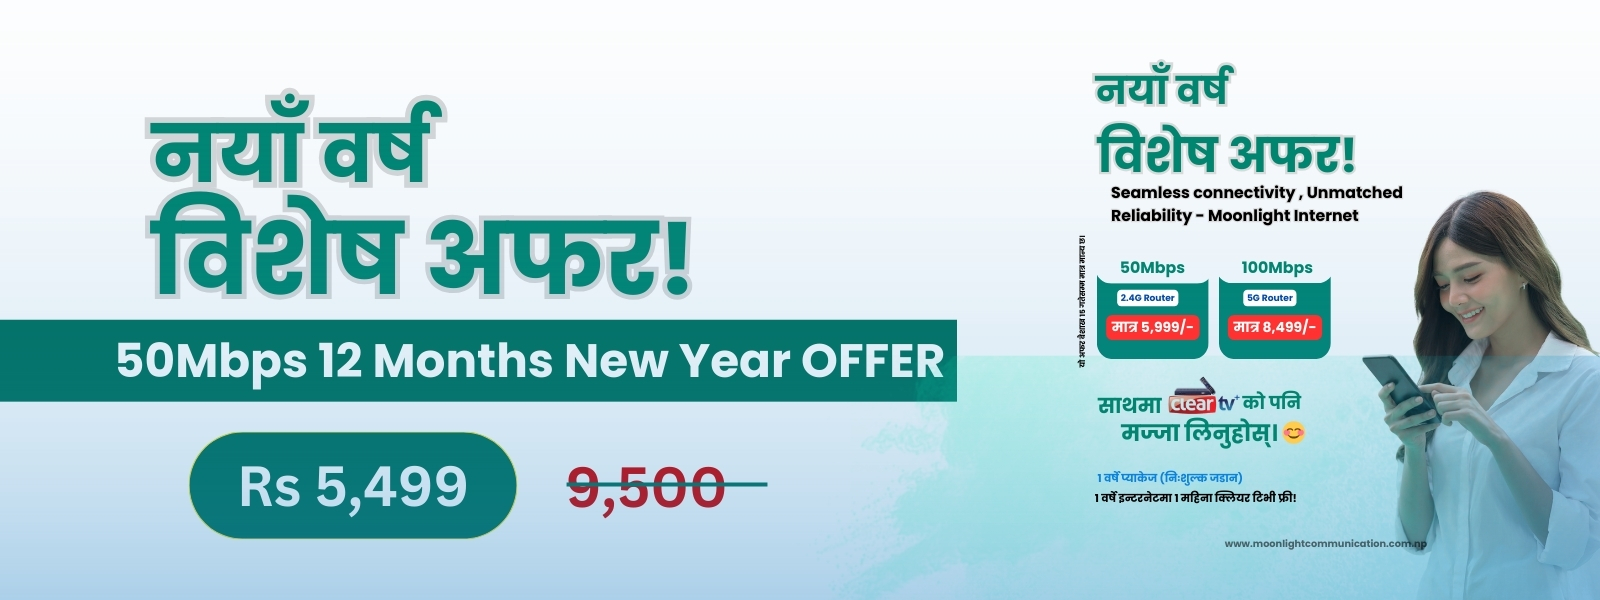 नयाँ वर्ष
विशेष अफर!
50Mbps 12 Months New Year OFFER
Rs 5,499
9,500
नयाँ वर्ष
विशेष अफर!
Seamless connectivity , Unmatched
Reliability - Moonlight Internet
50Mbps
2.4G Router
मात्र 5,999/-
100Mbps
5G Router
मात्र 8,499/-
साथमा clear tv+ को पनि
मज्जा लिनुहोस्। 😊
1 वर्षे प्याकेज (निःशुल्क जडान)
1 वर्षे इन्टरनेटमा 1 महिना क्लियर टिभी फ्री!
www.moonlightcommunication.com.np